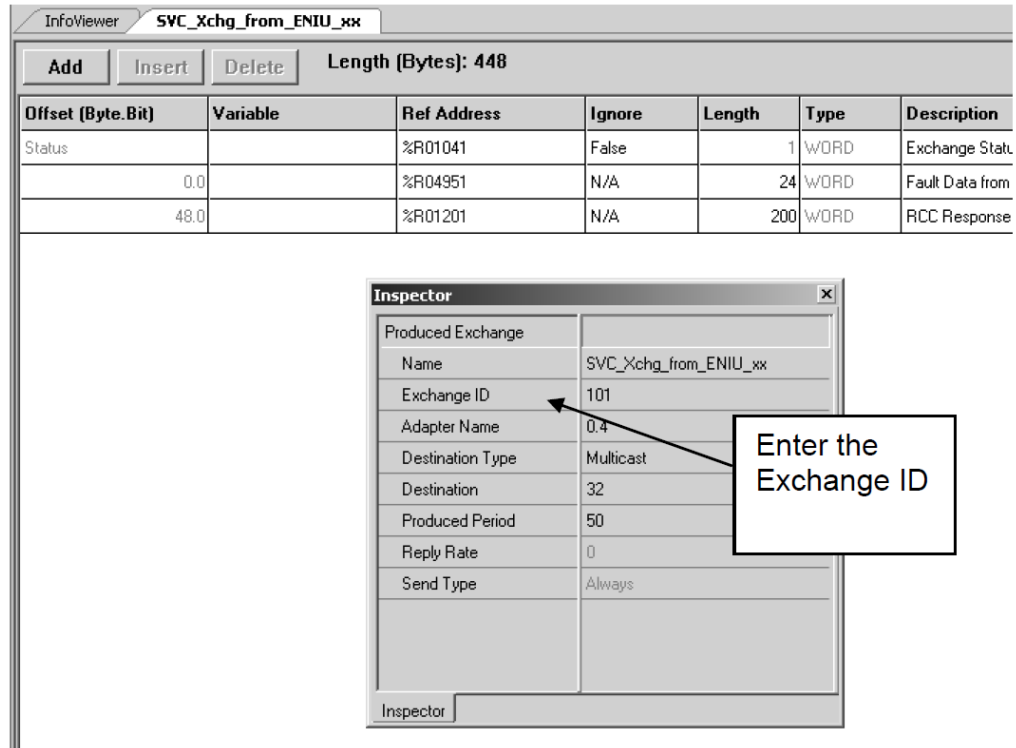 InfoViewer SVC_Xchg_from_ENIU_xx
Add Insert Delete Length (Bytes): 448
Offset (Byte.Bit) Variable Ref Address Ignore Length Type Description
Status %R01041 False 1 WORD Exchange Statu
0.0 %R04951 N/A 24 WORD Fault Data from
48.0 %R01201 N/A 200 WORD RCC Response
Inspector
Produced Exchange
Name SVC_Xchg_from_ENIU_xx
Exchange ID 101
Adapter Name 0.4
Destination Type Multicast
Destination 32
Produced Period 50
Reply Rate 0
Send Type Always
Inspector
Enter the
Exchange ID